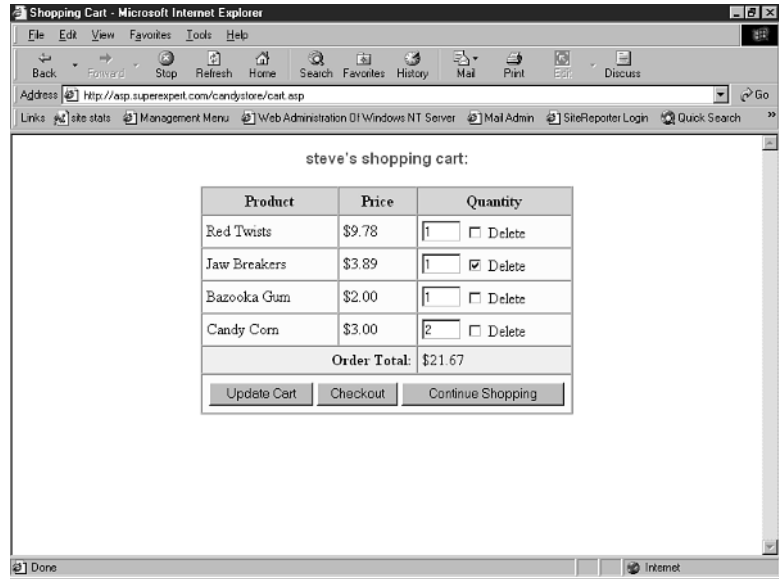 Shopping Cart - Microsoft Internet Explorer
File Edit View Favorites Tools Help
Back Forward Stop Refresh Home Search Favorites History Mail Print Edit Discuss
Address http://asp.superexpert.com/candystore/cart.asp Go
Links site stats Management Menu Web Administration Of Windows NT Server Mail Admin SiteReporter Login Quick Search »
steve's shopping cart:
Product Price Quantity
Red Twists $9.78 1 Delete
Jaw Breakers $3.89 1 Delete
Bazooka Gum $2.00 1 Delete
Candy Corn $3.00 2 Delete
Order Total: $21.67
Update Cart Checkout Continue Shopping
Done Internet